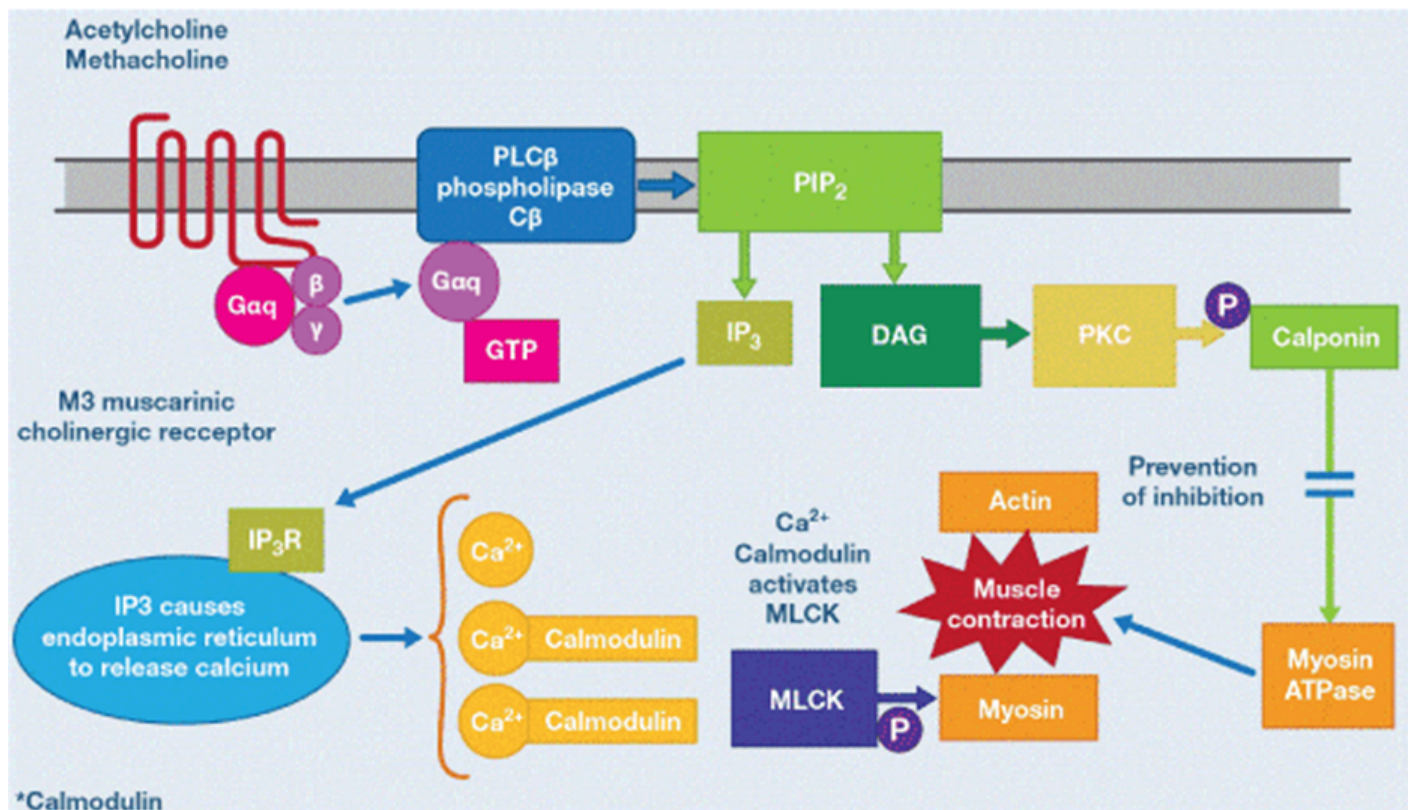 Acetylcholine
Methacholine
PLCβ
phospholipase
Cβ
PIP₂
Gαq
β
γ
Gαq
GTP
IP₃
DAG
PKC
P
Calponin
M3 muscarinic
cholinergic recceptor
Prevention
of inhibition
IP₃R
IP3 causes
endoplasmic reticulum
to release calcium
Ca²⁺
Ca²⁺ Calmodulin
Ca²⁺ Calmodulin
Ca²⁺
Calmodulin
activates
MLCK
MLCK
P
Actin
Muscle
contraction
Myosin
Myosin
ATPase
*Calmodulin